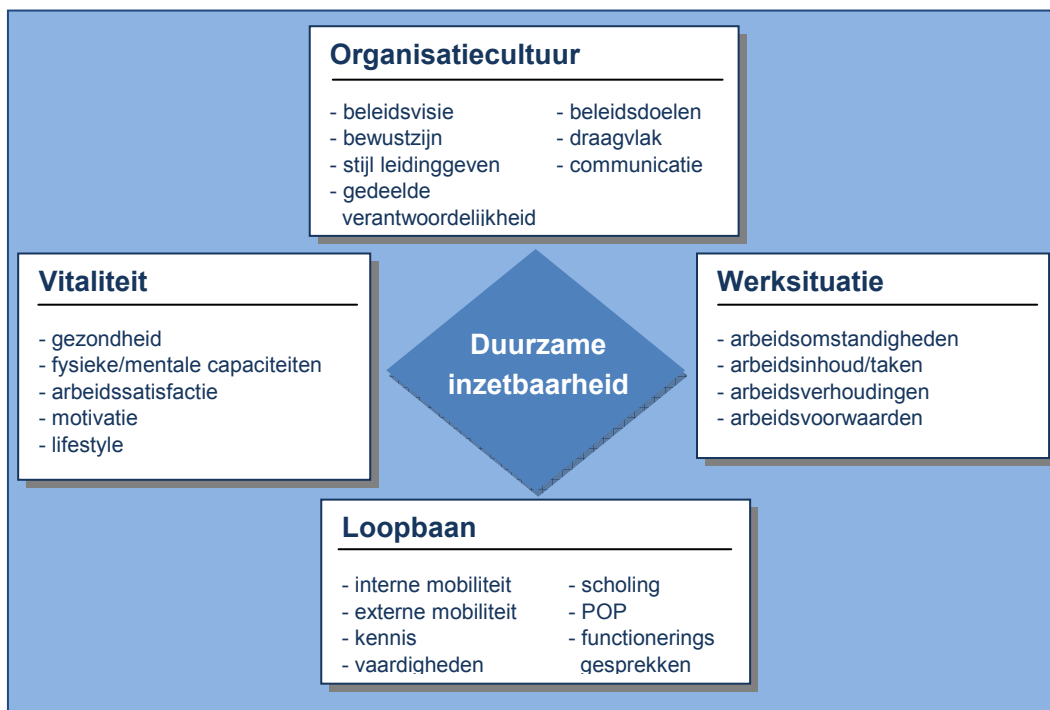 Organisatiecultuur
- beleidsvisie
- bewustzijn
- stijl leidinggeven
- gedeelde
verantwoordelijkheid
- beleidsdoelen
- draagvlak
- communicatie
Vitaliteit
- gezondheid
- fysieke/mentale capaciteiten
- arbeidssatisfactie
- motivatie
- lifestyle
Duurzame
inzetbaarheid
Werksituatie
- arbeidsomstandigheden
- arbeidsinhoud/taken
- arbeidsverhoudingen
- arbeidsvoorwaarden
Loopbaan
- interne mobiliteit
- externe mobiliteit
- kennis
- vaardigheden
- scholing
- POP
- functionerings
gesprekken